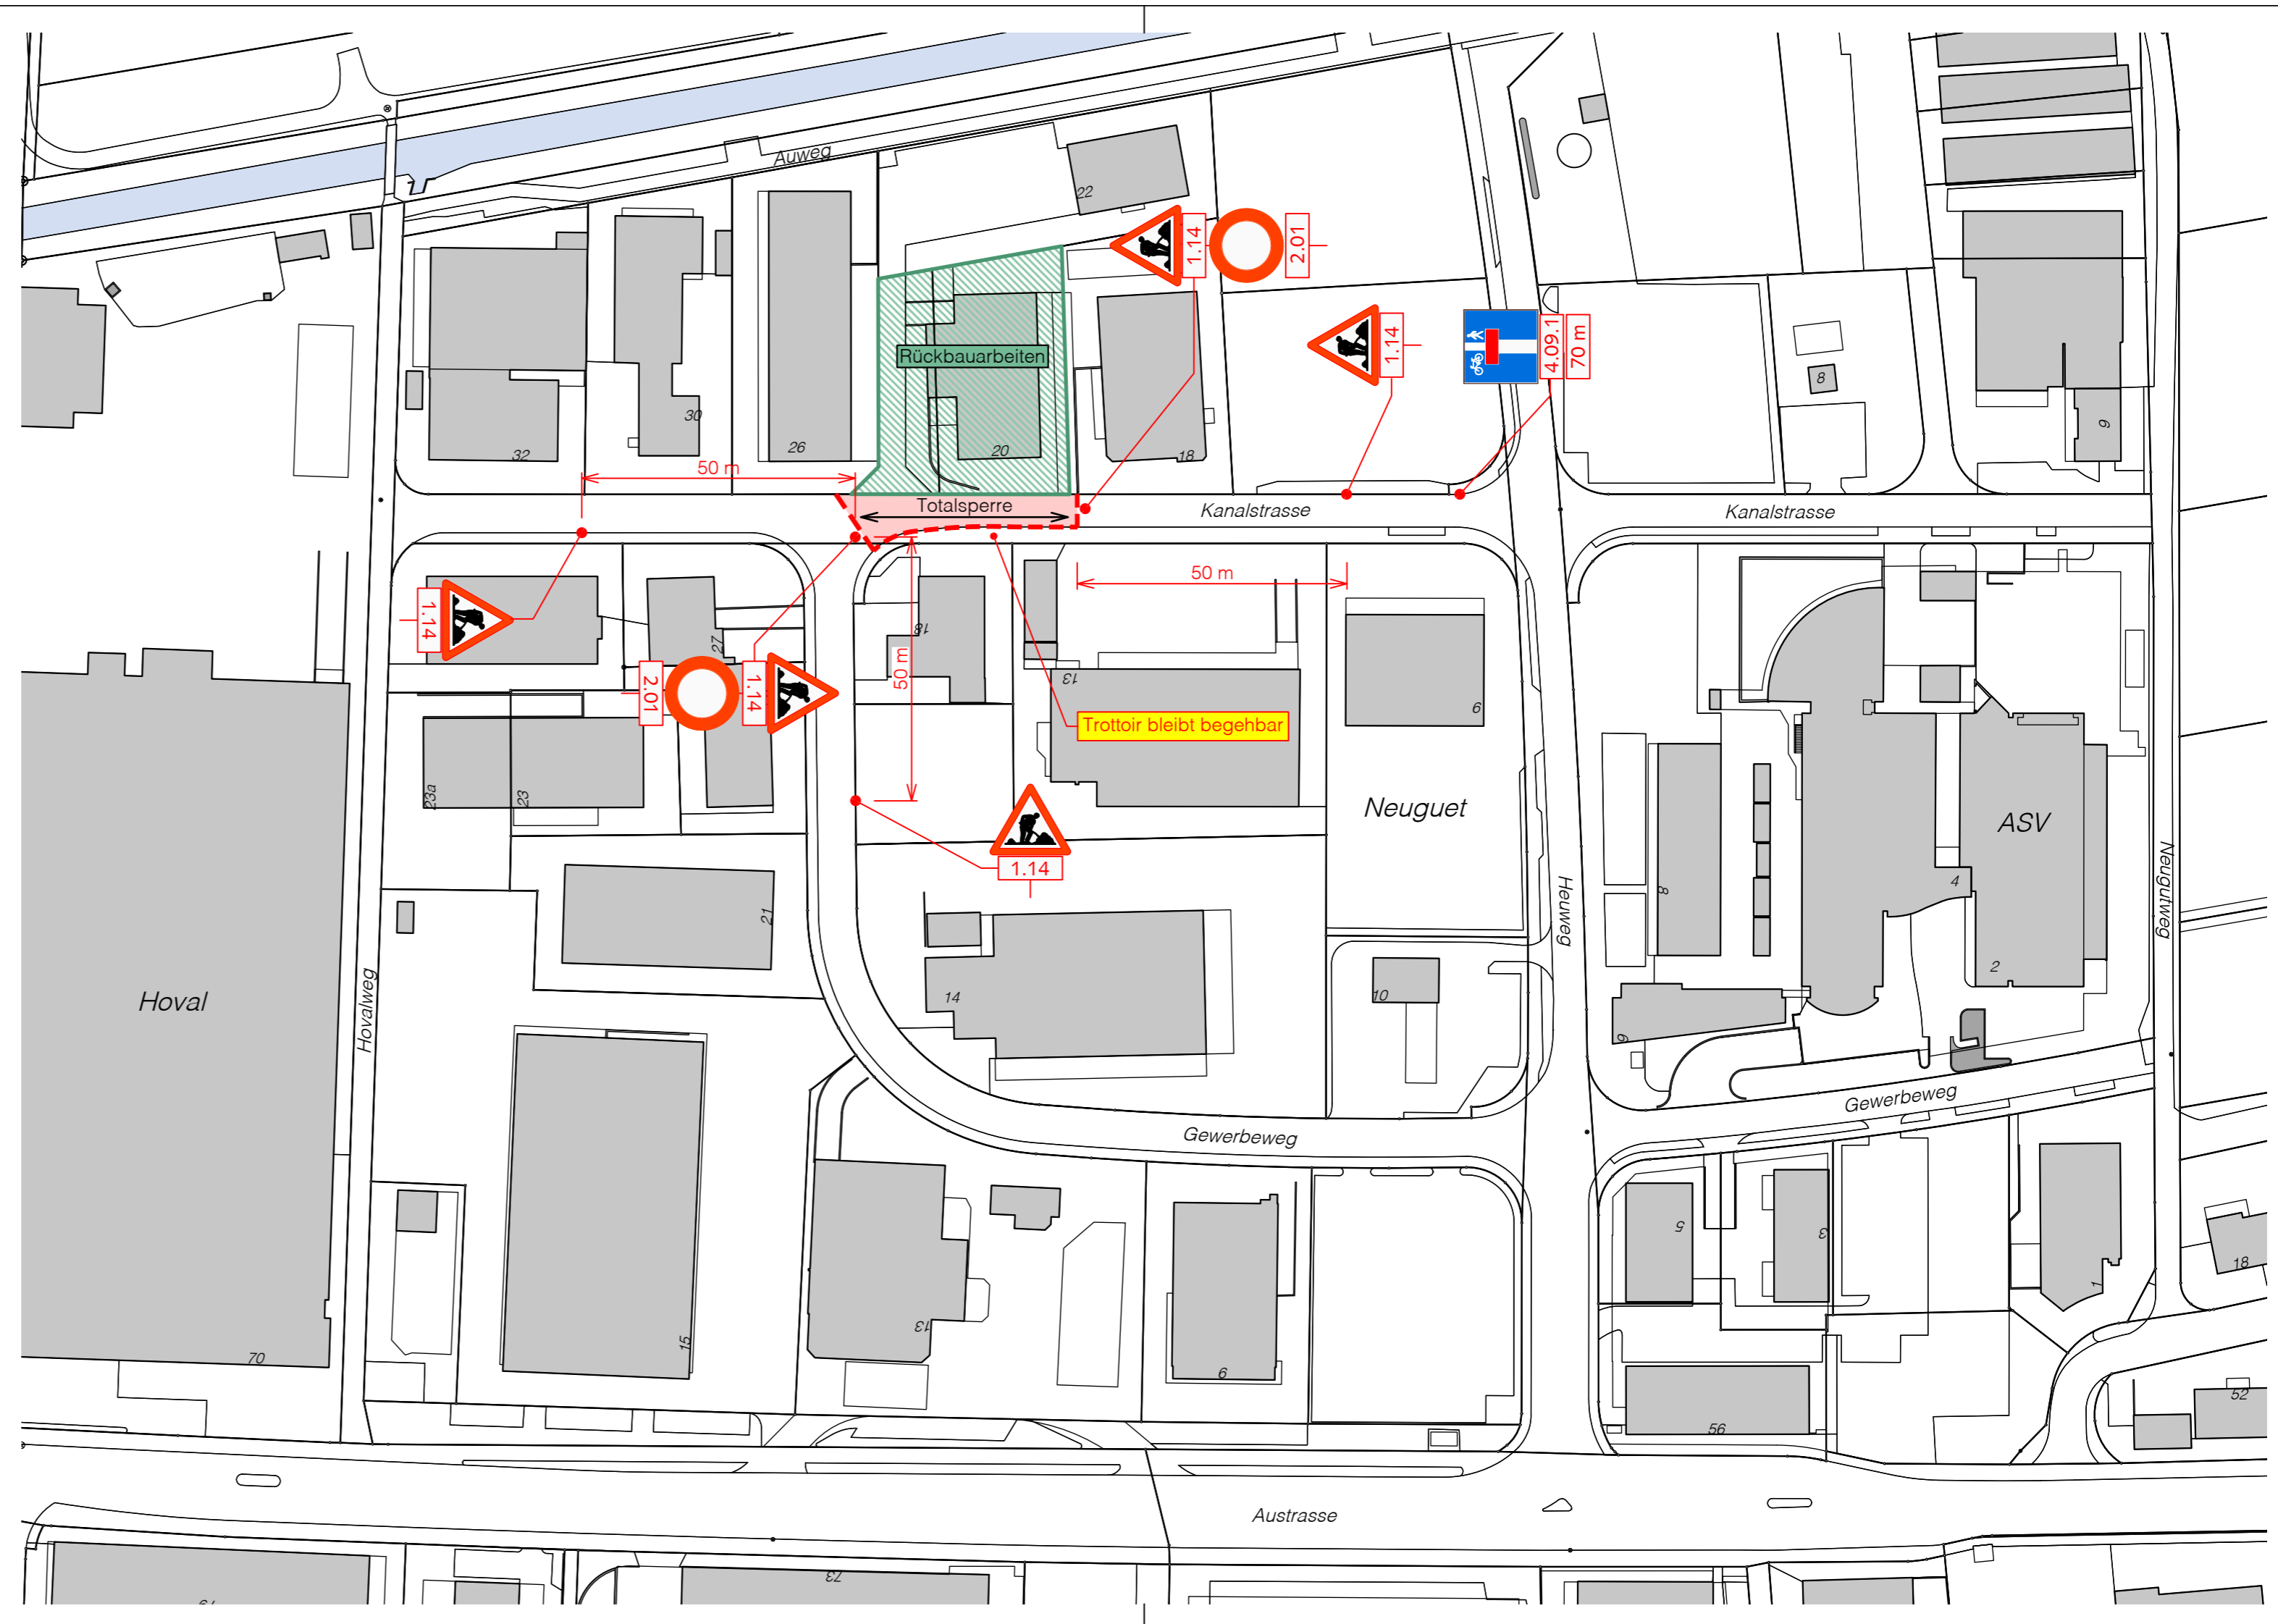 Auweg
22
1.14
2.01
1.14
4.09.1
70 m
Rückbauarbeiten
8
9
30
32
26
20
18
50 m
Totalsperre
Kanalstrasse
Kanalstrasse
50 m
1.14
27
18
50 m
13
2.01
1.14
6
Trottoir bleibt begehbar
23a
23
Neuguet
ASV
1.14
Heuweg
Neugutweg
8
4
21
2
14
10
Hoval
Hovalweg
9
Gewerbeweg
Gewerbeweg
5
3
1
18
13
15
70
6
52
56
Austrasse
73